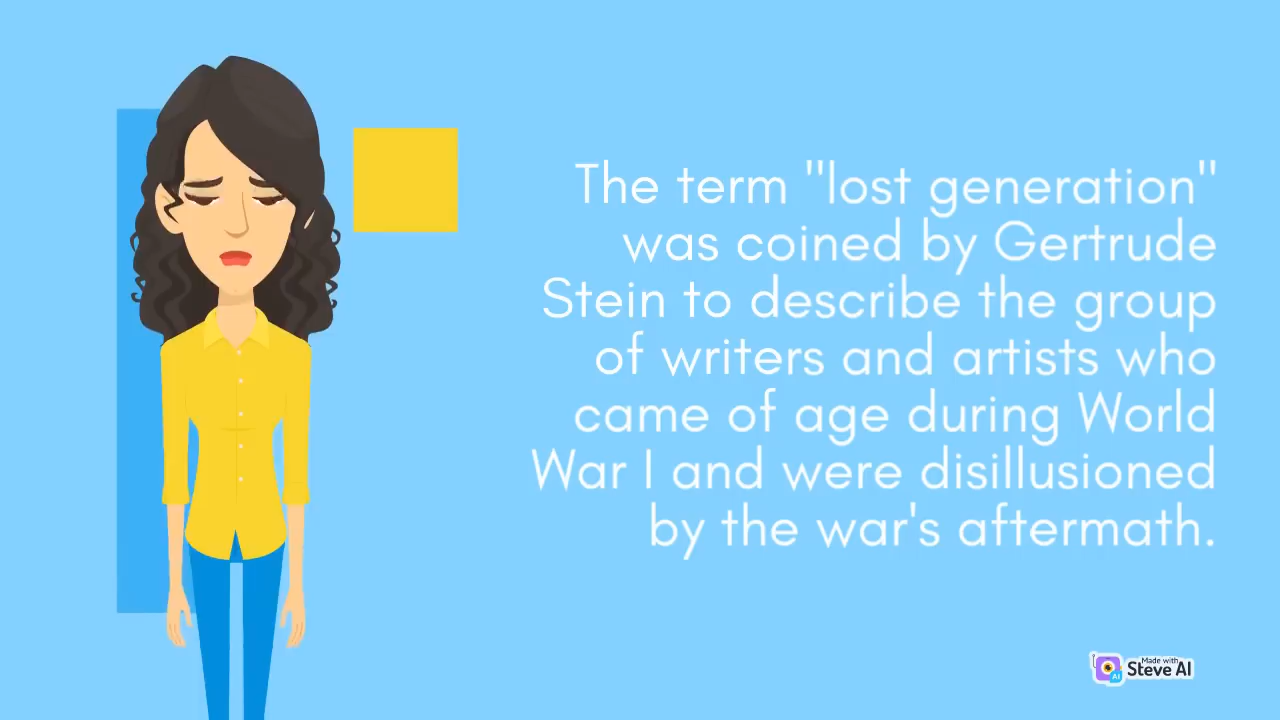 The term "lost generation"
was coined by Gertrude
Stein to describe the group
of writers and artists who
came of age during World
War I and were disillusioned
by the war's aftermath.
Made with
Steve AI
AI